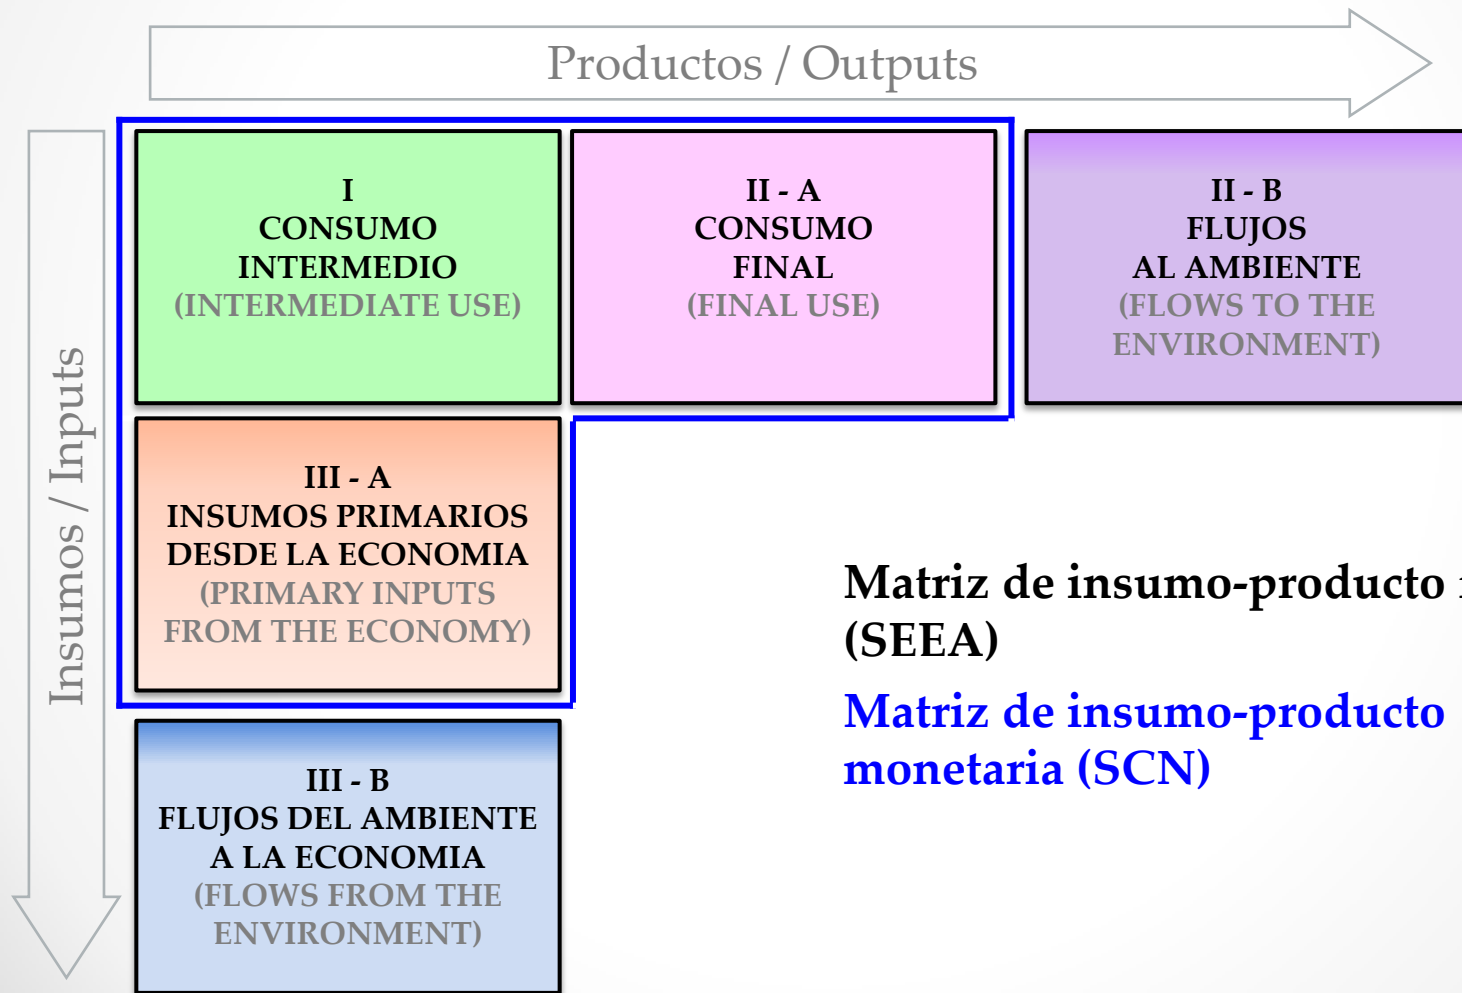 Productos / Outputs
Insumos / Inputs
I
CONSUMO
INTERMEDIO
(INTERMEDIATE USE)
II - A
CONSUMO
FINAL
(FINAL USE)
II - B
FLUJOS
AL AMBIENTE
(FLOWS TO THE
ENVIRONMENT)
III - A
INSUMOS PRIMARIOS
DESDE LA ECONOMIA
(PRIMARY INPUTS
FROM THE ECONOMY)
Matriz de insumo-producto
(SEEA)
Matriz de insumo-producto
monetaria (SCN)
III - B
FLUJOS DEL AMBIENTE
A LA ECONOMIA
(FLOWS FROM THE
ENVIRONMENT)